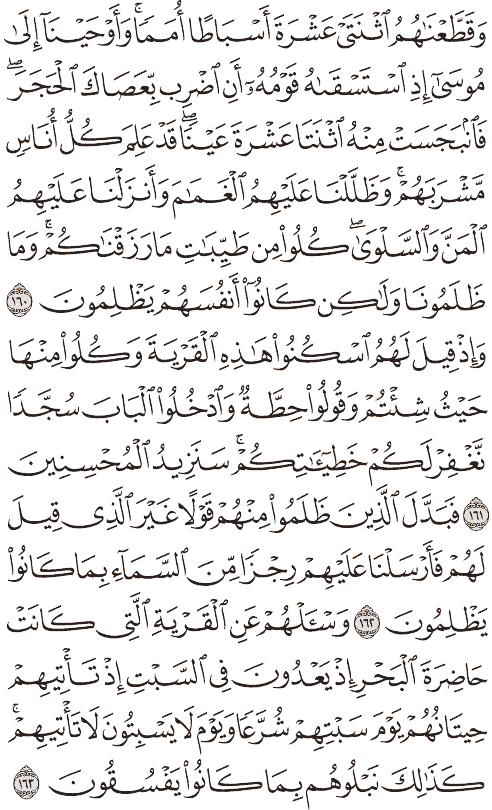 وَقَطَّعْنَٰهُمُ ٱثْنَتَىْ عَشْرَةَ أَسْبَاطًا أُمَمًا ۚ وَأَوْحَيْنَآ إِلَىٰ
مُوسَىٰٓ إِذِ ٱسْتَسْقَىٰهُ قَوْمُهُۥٓ أَنِ ٱضْرِب بِّعَصَاكَ ٱلْحَجَرَ ۖ
فَٱنۢبَجَسَتْ مِنْهُ ٱثْنَتَا عَشْرَةَ عَيْنًا ۖ قَدْ عَلِمَ كُلُّ أُنَاسٍ
مَّشْرَبَهُمْ ۚ وَظَلَّلْنَا عَلَيْهِمُ ٱلْغَمَٰمَ وَأَنزَلْنَا عَلَيْهِمُ
ٱلْمَنَّ وَٱلسَّلْوَىٰ ۖ كُلُوا۟ مِن طَيِّبَٰتِ مَا رَزَقْنَٰكُمْ ۚ وَمَا
ظَلَمُونَا وَلَٰكِن كَانُوٓا۟ أَنفُسَهُمْ يَظْلِمُونَ ١٦٠
وَإِذْ قِيلَ لَهُمُ ٱسْكُنُوا۟ هَٰذِهِ ٱلْقَرْيَةَ وَكُلُوا۟ مِنْهَا
حَيْثُ شِئْتُمْ وَقُولُوا۟ حِطَّةٌ وَٱدْخُلُوا۟ ٱلْبَابَ سُجَّدًا
نَّغْفِرْ لَكُمْ خَطِيٓـَٰٔتِكُمْ ۚ سَنَزِيدُ ٱلْمُحْسِنِينَ
١٦١ فَبَدَّلَ ٱلَّذِينَ ظَلَمُوا۟ مِنْهُمْ قَوْلًا غَيْرَ ٱلَّذِى قِيلَ
لَهُمْ فَأَرْسَلْنَا عَلَيْهِمْ رِجْزًا مِّنَ ٱلسَّمَآءِ بِمَا كَانُوا۟
يَظْلِمُونَ ١٦٢ وَسْـَٔلْهُمْ عَنِ ٱلْقَرْيَةِ ٱلَّتِى كَانَتْ
حَاضِرَةَ ٱلْبَحْرِ إِذْ يَعْدُونَ فِى ٱلسَّبْتِ إِذْ تَأْتِيهِمْ
حِيتَانُهُمْ يَوْمَ سَبْتِهِمْ شُرَّعًا وَيَوْمَ لَا يَسْبِتُونَ ۙ لَا تَأْتِيهِمْ ۚ
كَذَٰلِكَ نَبْلُوهُم بِمَا كَانُوا۟ يَفْسُقُونَ ١٦٣